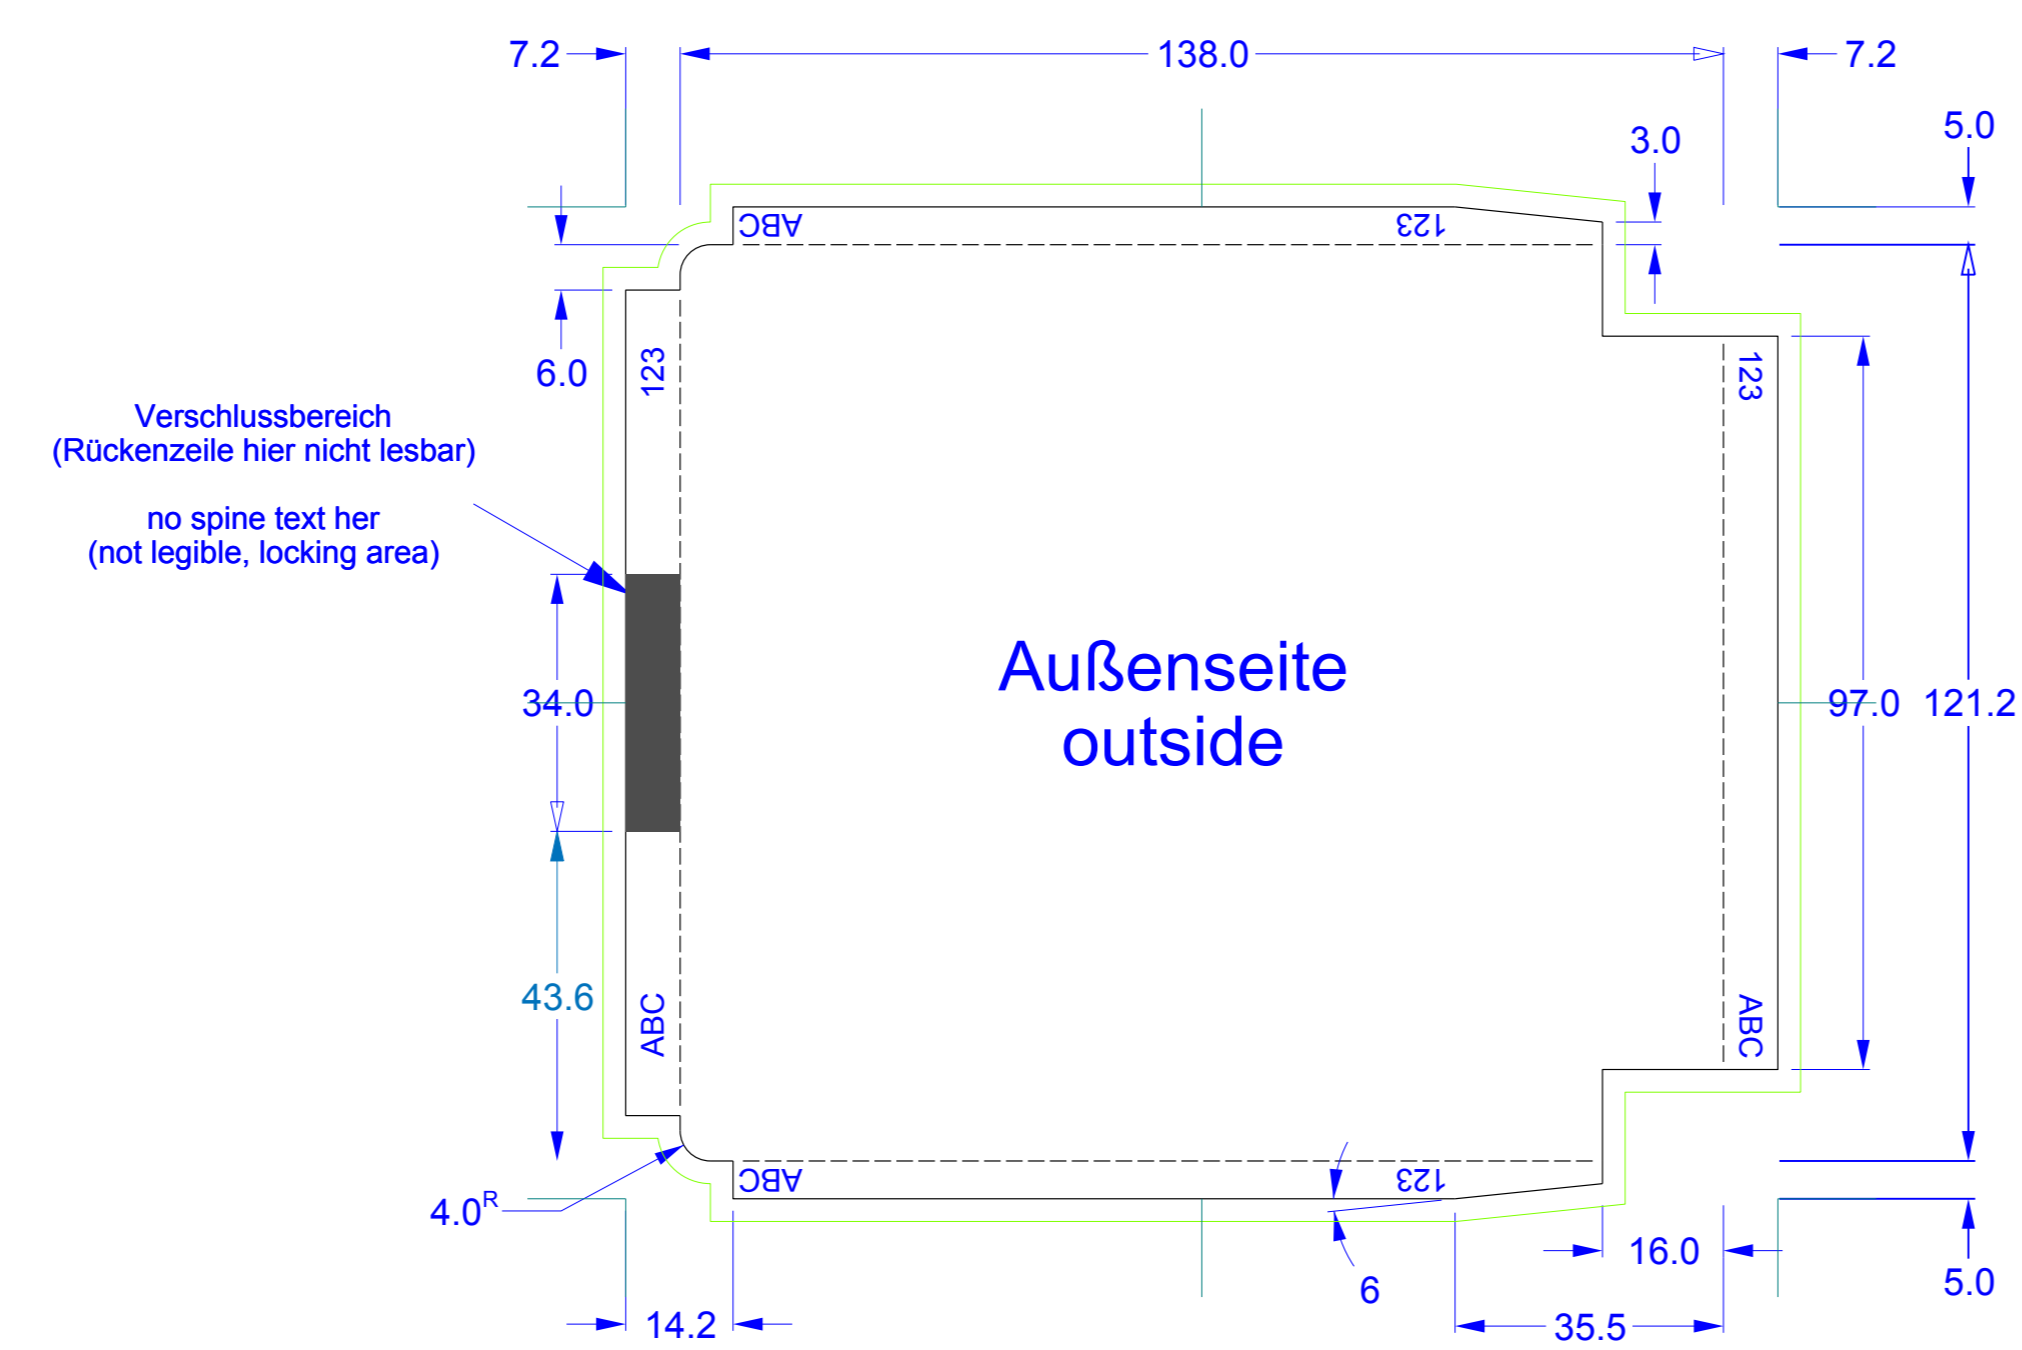 7.2
138.0
7.2
5.0
3.0
ABC
123
6.0
123
123
Verschlussbereich
(Rückenzeile hier nicht lesbar)
no spine text her
(not legible, locking area)
Außenseite
outside
34.0
97.0
121.2
43.6
ABC
ABC
ABC
123
4.0R
16.0
6
5.0
14.2
35.5